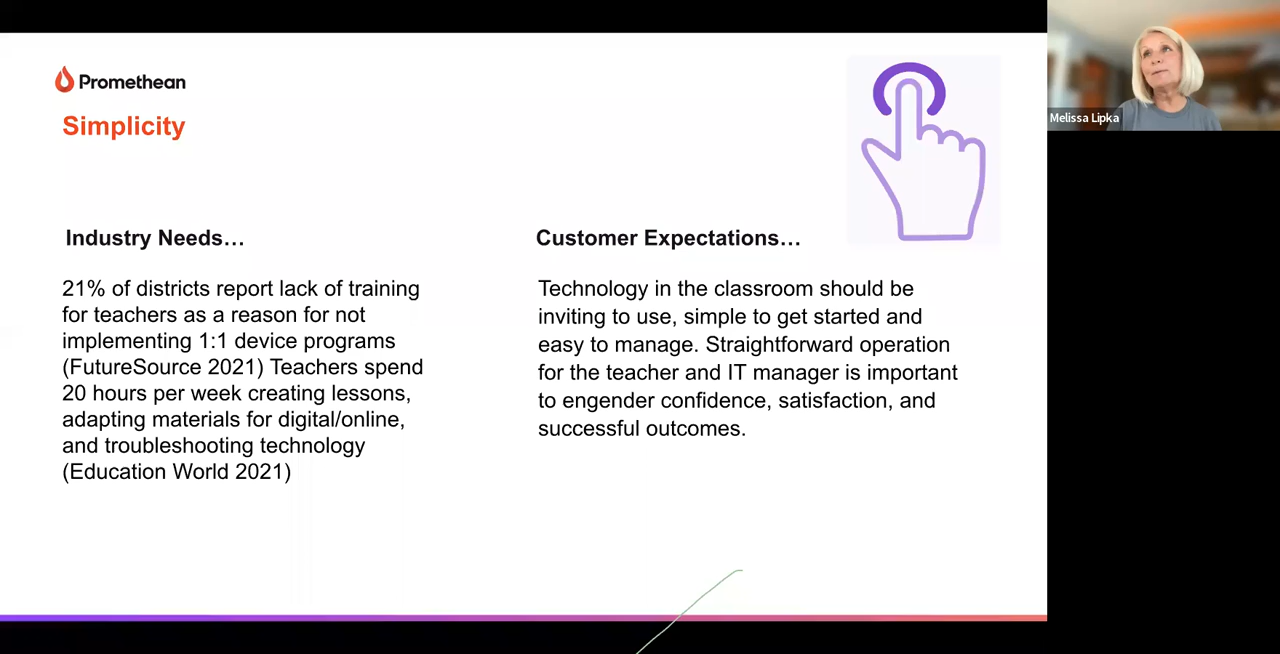 Promethean
Simplicity
Industry Needs…
21% of districts report lack of training
for teachers as a reason for not
implementing 1:1 device programs
(FutureSource 2021) Teachers spend
20 hours per week creating lessons,
adapting materials for digital/online,
and troubleshooting technology
(Education World 2021)
Customer Expectations…
Technology in the classroom should be
inviting to use, simple to get started and
easy to manage. Straightforward operation
for the teacher and IT manager is important
to engender confidence, satisfaction, and
successful outcomes.
Melissa Lipka